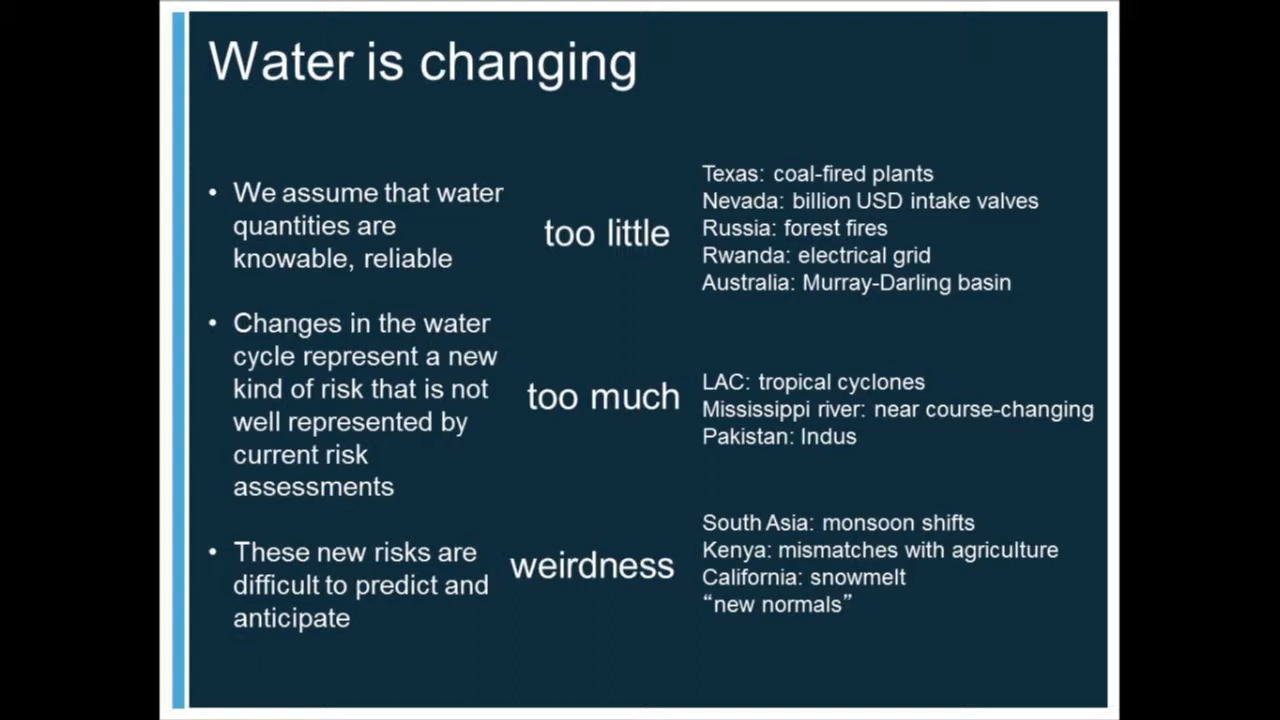 Water is changing
• We assume that water
quantities are
knowable, reliable
• Changes in the water
cycle represent a new
kind of risk that is not
well represented by
current risk
assessments
• These new risks are
difficult to predict and
anticipate
too little
Texas: coal-fired plants
Nevada: billion USD intake valves
Russia: forest fires
Rwanda: electrical grid
Australia: Murray-Darling basin
too much
LAC: tropical cyclones
Mississippi river: near course-changing
Pakistan: Indus
weirdness
South Asia: monsoon shifts
Kenya: mismatches with agriculture
California: snowmelt
“new normals”